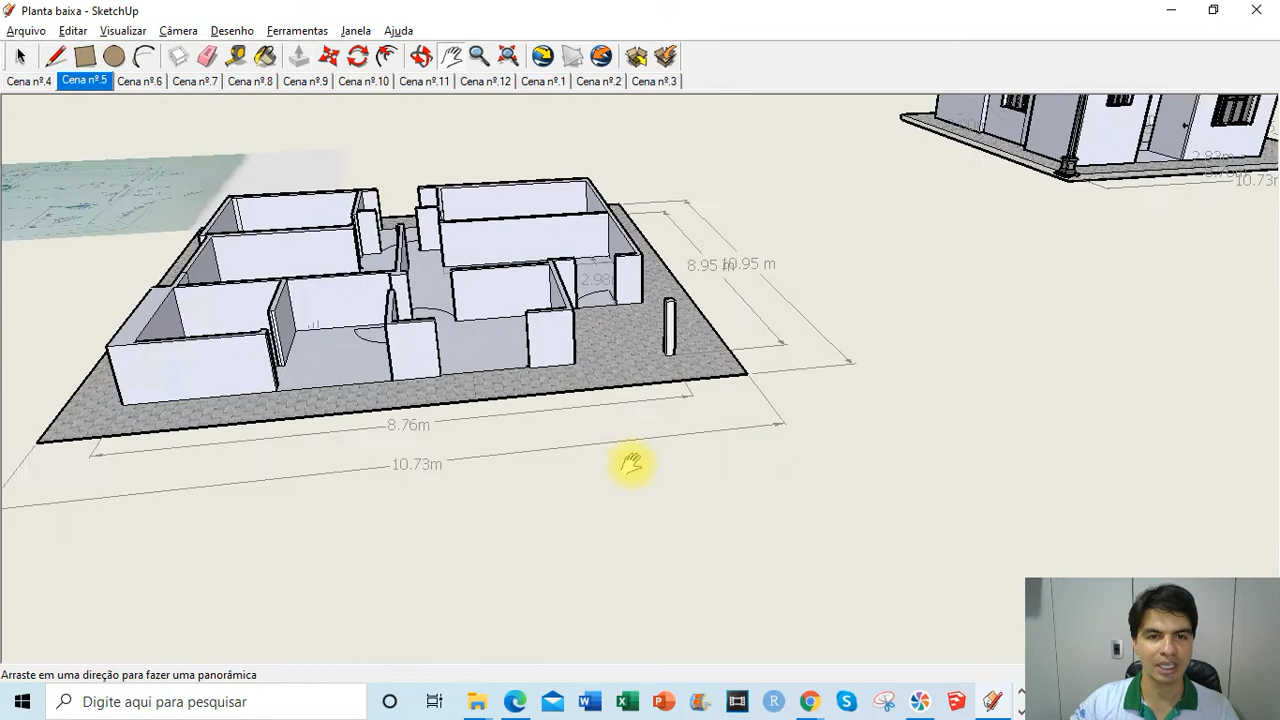 Planta baixa - SketchUp
Arquivo Editar Visualizar Câmera Desenho Ferramentas Janela Ajuda
Cena nº.4 Cena nº.5 Cena nº.6 Cena nº.7 Cena nº.8 Cena nº.9 Cena nº.10 Cena nº.11 Cena nº.12 Cena nº.1 Cena nº.2 Cena nº.3
10.73m
8.95 m
10.95 m
2.98m
8.76m
10.73m
Arraste em uma direção para fazer uma panorâmica
Digite aqui para pesquisar